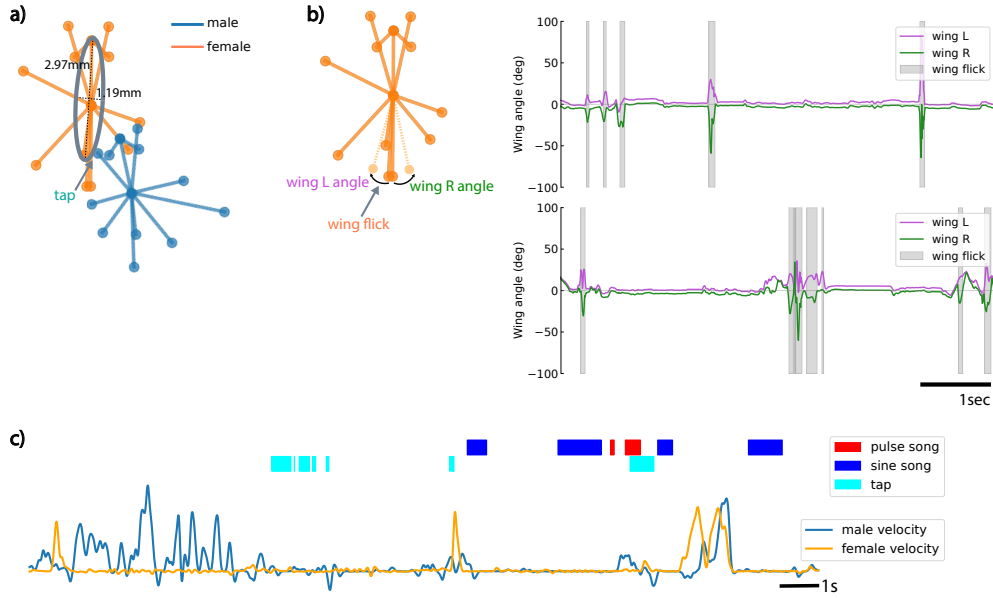 a)
male
female
2.97mm
1.19mm
tap
b)
wing L angle
wing R angle
wing flick
Wing angle (deg)
100
50
0
−50
−100
wing L
wing R
wing flick
Wing angle (deg)
100
50
0
−50
−100
wing L
wing R
wing flick
1sec
c)
pulse song
sine song
tap
male velocity
female velocity
1s